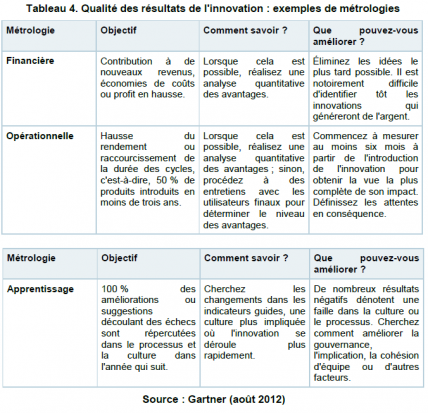 Tableau 4. Qualité des résultats de l'innovation : exemples de métrologies
Métrologie
Objectif
Comment savoir ?
Que pouvez-vous
améliorer ?
Financière
Contribution à de
nouveaux revenus,
économies de coûts
ou profit en hausse.
Lorsque cela est
possible, réalisez une
analyse quantitative
des avantages.
Éliminez les idées le
plus tard possible. Il est
notoirement difficile
d'identifier tôt les
innovations qui
généreront de l'argent.
Opérationnelle
Hausse du
rendement ou
raccourcissement de
la durée des cycles,
c'est-à-dire, 50 % de
produits introduits en
moins de trois ans.
Lorsque cela est
possible, réalisez une
analyse quantitative
des avantages ; sinon,
procédez à des
entretiens avec les
utilisateurs finaux pour
déterminer le niveau
des avantages.
Commencez à mesurer
au moins six mois à
partir de l'introduction
de l'innovation pour
obtenir la vue la plus
complète de son impact.
Définissez les attentes
en conséquence.
Métrologie
Objectif
Comment savoir ?
Que pouvez-vous
améliorer ?
Apprentissage
100 % des
améliorations ou
suggestions
découlant des échecs
sont répercutées
dans le processus et
la culture dans
l'année qui suit.
Cherchez les
changements dans les
indicateurs guides, une
culture plus impliquée
où l'innovation se
déroule plus
rapidement.
De nombreux résultats
négatifs dénotent une
faille dans la culture ou
le processus. Cherchez
comment améliorer la
gouvernance,
l'implication, la cohésion
d'équipe ou d'autres
facteurs.
Source : Gartner (août 2012)